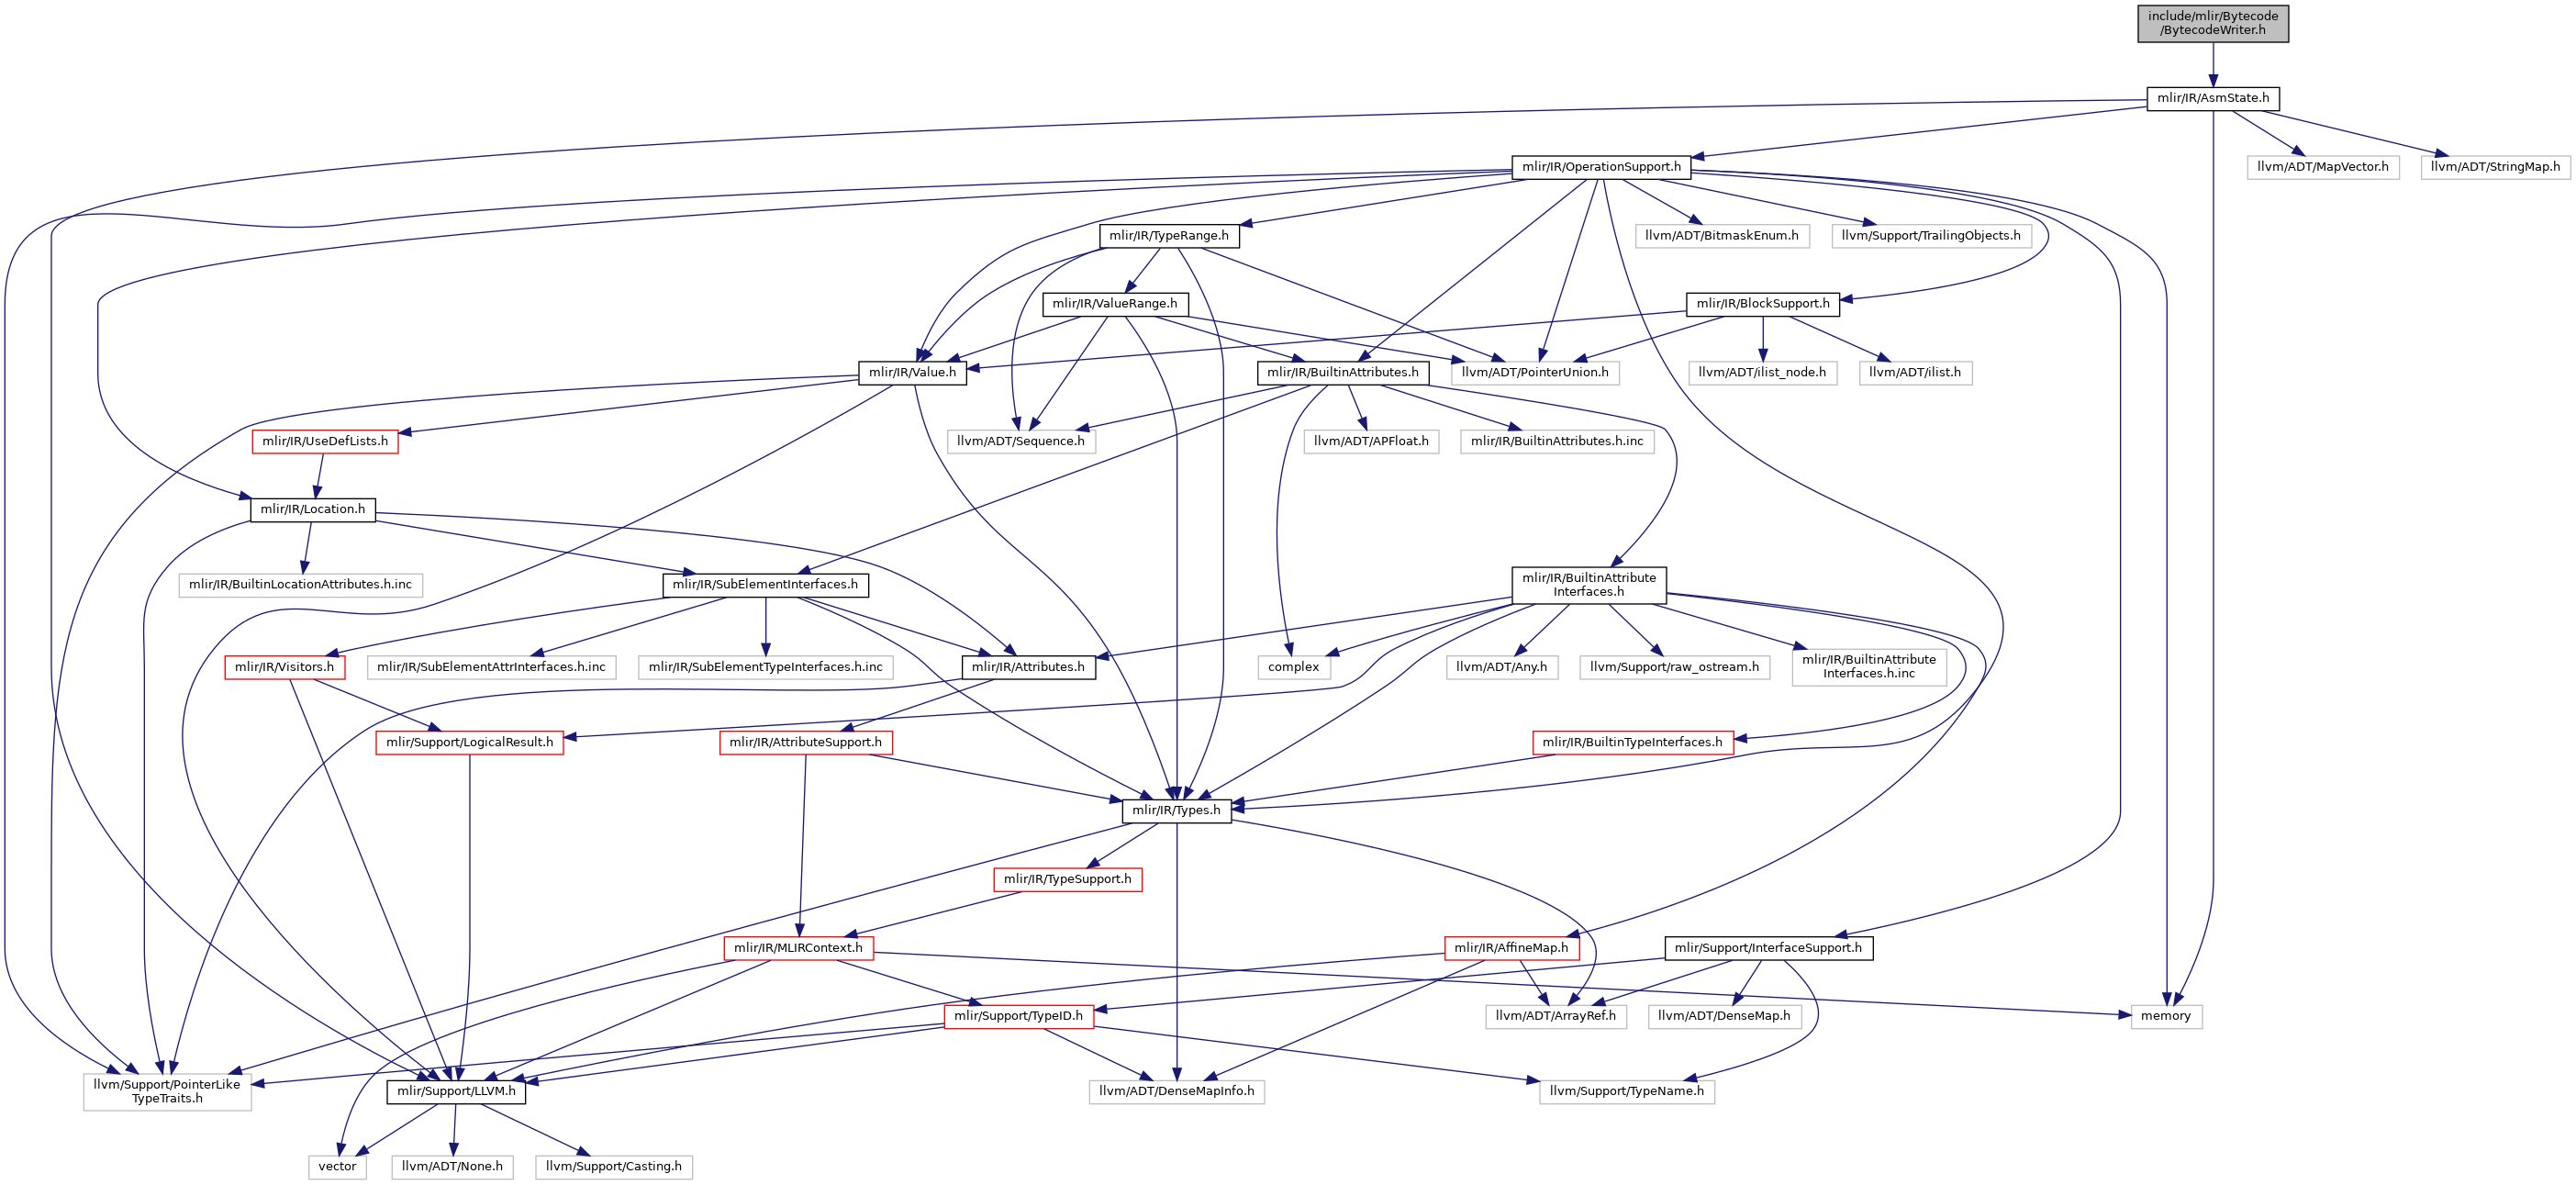 include/mlir/Bytecode
/BytecodeWriter.h
mlir/IR/AsmState.h
mlir/IR/OperationSupport.h
llvm/ADT/MapVector.h
llvm/ADT/StringMap.h
mlir/IR/TypeRange.h
llvm/ADT/BitmaskEnum.h
llvm/Support/TrailingObjects.h
mlir/IR/ValueRange.h
mlir/IR/BlockSupport.h
mlir/IR/Value.h
mlir/IR/BuiltinAttributes.h
llvm/ADT/PointerUnion.h
llvm/ADT/ilist_node.h
llvm/ADT/ilist.h
mlir/IR/UseDefLists.h
llvm/ADT/Sequence.h
llvm/ADT/APFloat.h
mlir/IR/BuiltinAttributes.h.inc
mlir/IR/Location.h
mlir/IR/BuiltinLocationAttributes.h.inc
mlir/IR/SubElementInterfaces.h
mlir/IR/BuiltinAttribute
Interfaces.h
mlir/IR/Visitors.h
mlir/IR/SubElementAttrInterfaces.h.inc
mlir/IR/SubElementTypeInterfaces.h.inc
mlir/IR/Attributes.h
complex
llvm/ADT/Any.h
llvm/Support/raw_ostream.h
mlir/IR/BuiltinAttribute
Interfaces.h.inc
mlir/Support/LogicalResult.h
mlir/IR/AttributeSupport.h
mlir/IR/BuiltinTypeInterfaces.h
mlir/IR/Types.h
mlir/IR/TypeSupport.h
mlir/IR/MLIRContext.h
mlir/IR/AffineMap.h
mlir/Support/InterfaceSupport.h
mlir/Support/TypeID.h
llvm/ADT/ArrayRef.h
llvm/ADT/DenseMap.h
memory
llvm/Support/PointerLike
TypeTraits.h
mlir/Support/LLVM.h
llvm/ADT/DenseMapInfo.h
llvm/Support/TypeName.h
vector
llvm/ADT/None.h
llvm/Support/Casting.h